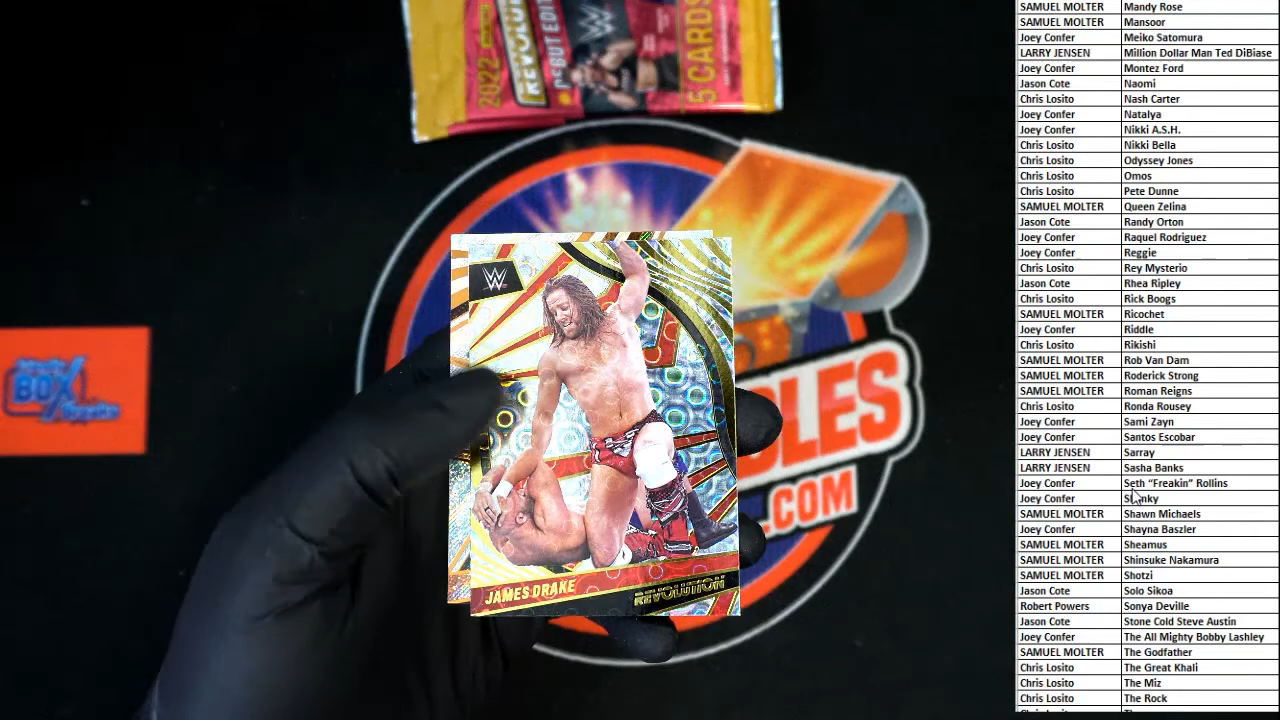 2022
REVOLU
DEBUT EDIT
5 CARDS
W
JAMES DRAKE
REVOLUTION
BOX
Breaks
BLES
.COM
SAMUEL MOLTER Mandy Rose
SAMUEL MOLTER Mansoor
Joey Confer Meiko Satomura
LARRY JENSEN Million Dollar Man Ted DiBiase
Joey Confer Montez Ford
Jason Cote Naomi
Chris Losito Nash Carter
Joey Confer Natalya
Joey Confer Nikki A.S.H.
Chris Losito Nikki Bella
Chris Losito Odyssey Jones
Chris Losito Omos
Chris Losito Pete Dunne
SAMUEL MOLTER Queen Zelina
Jason Cote Randy Orton
Joey Confer Raquel Rodriguez
Joey Confer Reggie
Chris Losito Rey Mysterio
Jason Cote Rhea Ripley
Chris Losito Rick Boogs
SAMUEL MOLTER Ricochet
Joey Confer Riddle
Chris Losito Rikishi
SAMUEL MOLTER Rob Van Dam
SAMUEL MOLTER Roderick Strong
SAMUEL MOLTER Roman Reigns
Chris Losito Ronda Rousey
Joey Confer Sami Zayn
Joey Confer Santos Escobar
LARRY JENSEN Sarray
LARRY JENSEN Sasha Banks
Joey Confer Seth “Freakin” Rollins
Joey Confer
SAMUEL MOLTER Shawn Michaels
Joey Confer Shayna Baszler
SAMUEL MOLTER Sheamus
SAMUEL MOLTER Shinsuke Nakamura
SAMUEL MOLTER Shotzi
Jason Cote Solo Sikoa
Robert Powers Sonya Deville
Jason Cote Stone Cold Steve Austin
Joey Confer The All Mighty Bobby Lashley
SAMUEL MOLTER The Godfather
Chris Losito The Great Khali
Chris Losito The Miz
Chris Losito The Rock